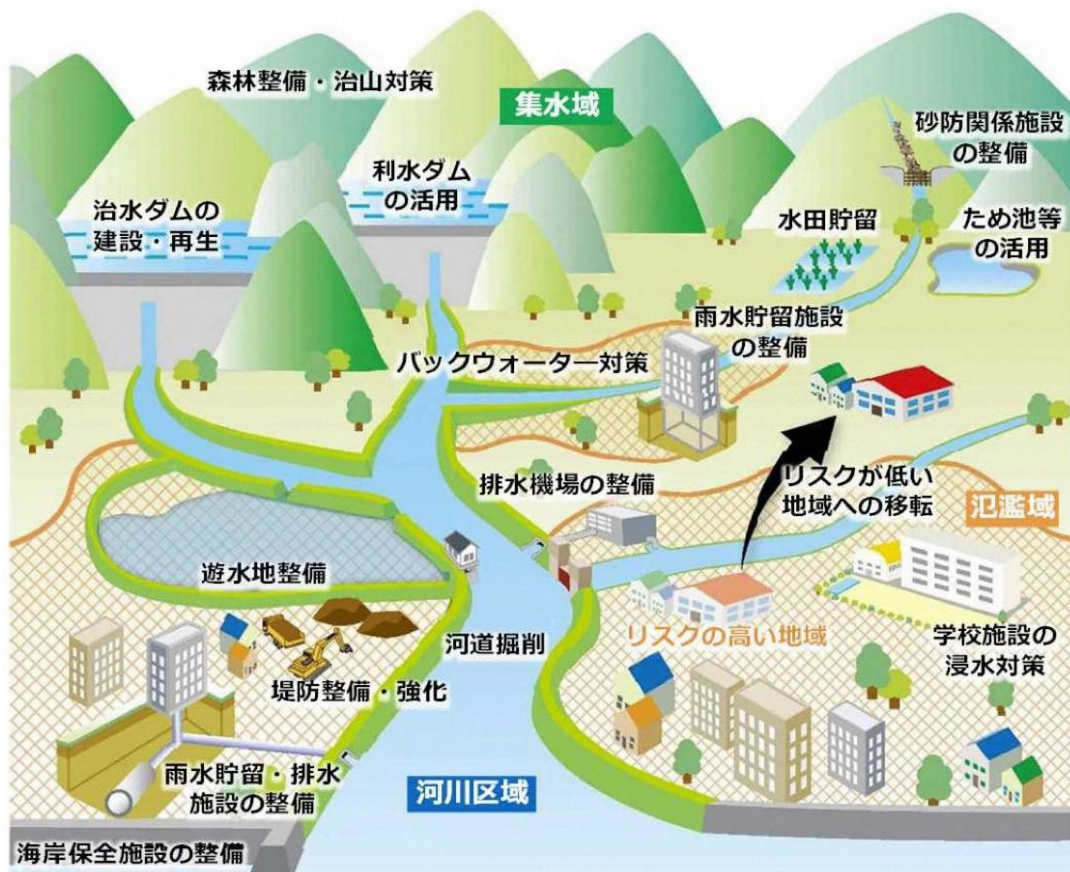 森林整備・治山対策
集水域
砂防関係施設
の整備
利水ダム
の活用
治水ダムの
建設・再生
水田貯留
ため池等
の活用
雨水貯留施設
の整備
バックウォーター対策
排水機場の整備
リスクが低い
地域への移転
氾濫域
遊水地整備
リスクの高い地域
学校施設の
浸水対策
河道掘削
堤防整備・強化
雨水貯留・排水
施設の整備
河川区域
海岸保全施設の整備